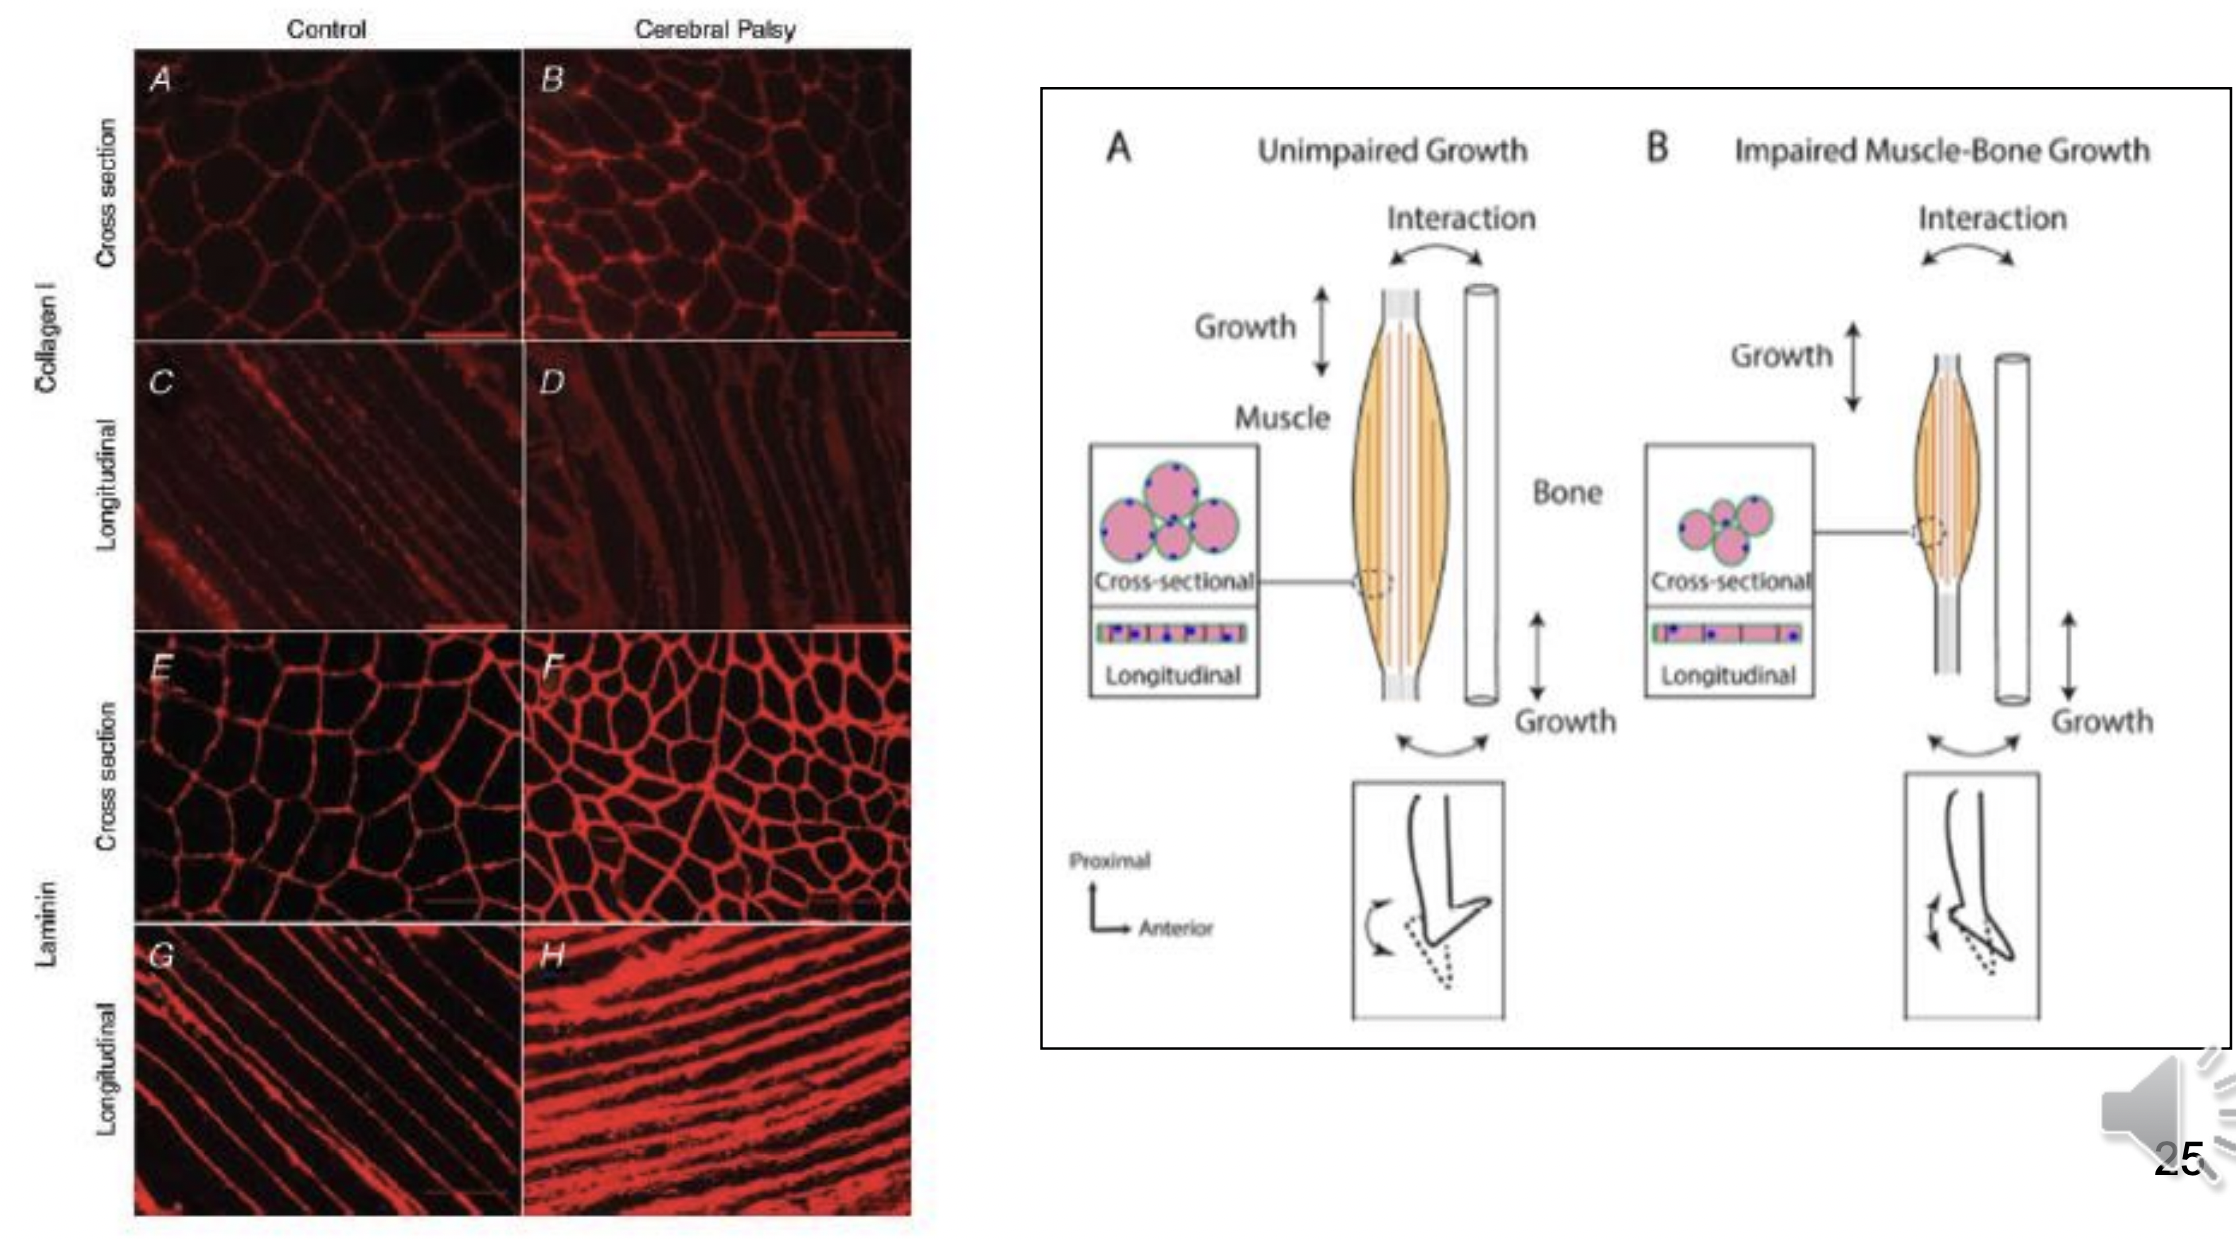 Control
Cerebral Palsy
Collagen I
Cross section
A
B
Longitudinal
C
D
Laminin
Cross section
E
F
Longitudinal
G
H
A
Unimpaired Growth
Interaction
Growth
Muscle
Bone
Cross-sectional
Longitudinal
Growth
Proximal
Anterior
B
Impaired Muscle-Bone Growth
Interaction
Growth
Cross-sectional
Longitudinal
Growth
25